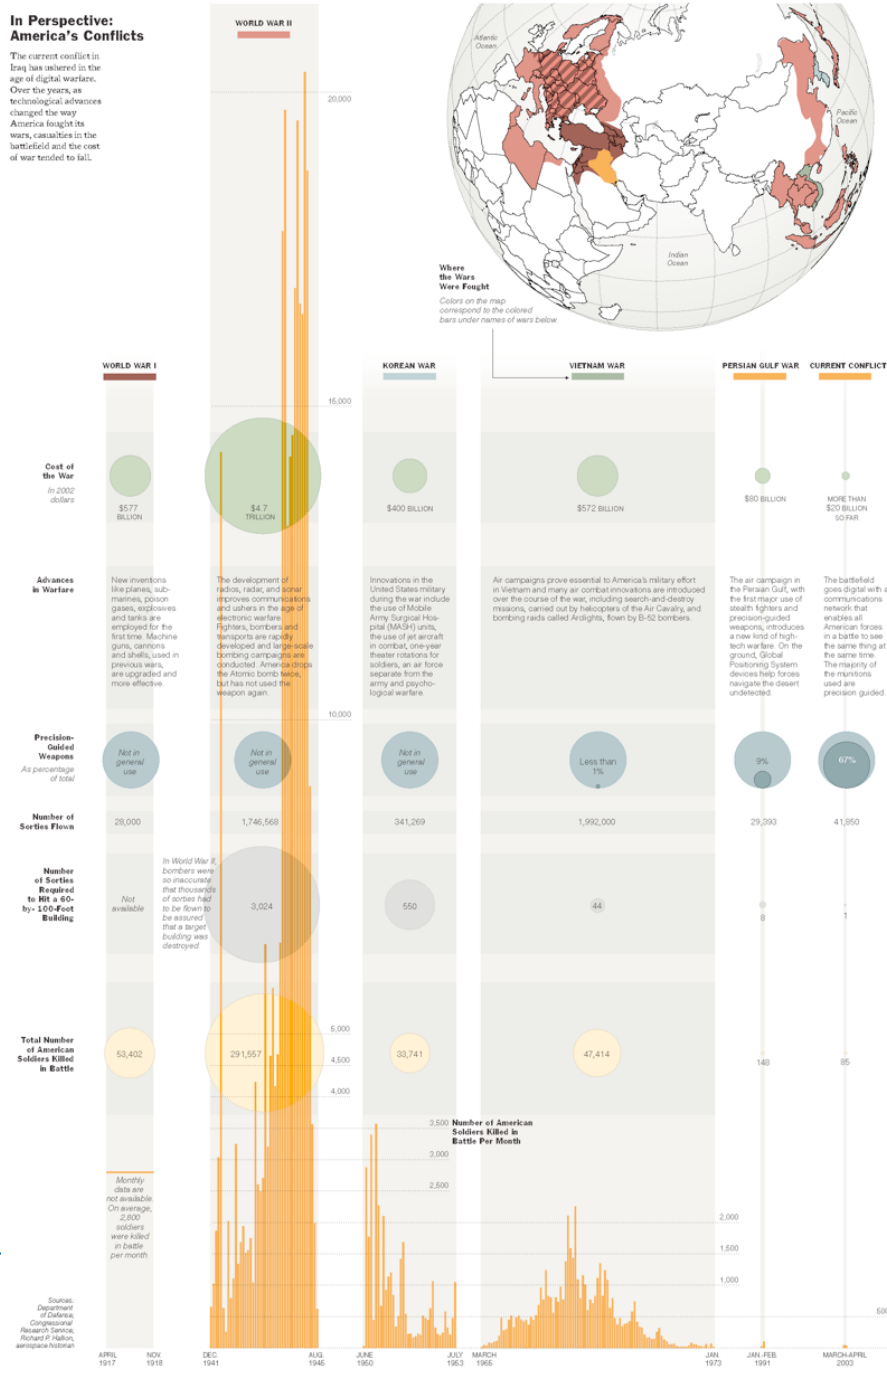 In Perspective:
America's Conflicts
The current conflict in
Iraq has ushered in the
age of digital warfare.
Over the years, as
technological advances
changed the way
America fought its
wars, casualties in the
battlefield and the cost
of war tended to fall.
WORLD WAR II
20,000
Atlantic
Ocean
Pacific
Ocean
Indian
Ocean
Where
the Wars
Were Fought
Colors on the map
correspond to the colored
bars under names of wars below.
WORLD WAR I
KOREAN WAR
VIETNAM WAR
PERSIAN GULF WAR
CURRENT CONFLICT
15,000
Cost of
the War
In 2002
dollars
$577
BILLION
$4.7
TRILLION
$400 BILLION
$572 BILLION
$80 BILLION
MORE THAN
$20 BILLION
SO FAR
Advances
in Warfare
New inventions
like planes, sub-
marines, poison
gases, explosives
and tanks are
employed for the
first time. Machine
guns, cannons
and shells, used in
previous wars,
are upgraded and
more effective.
The development of
radios, radar, and sonar
improves communications
and ushers in the age of
electronic warfare.
Fighters, bombers and
transports are rapidly
developed and large-scale
bombing campaigns are
conducted. America drops
the Atomic bomb twice,
but has not used the
weapon again.
Innovations in the
United States military
during the war include
the use of Mobile
Army Surgical Hos-
pital (MASH) units,
the use of jet aircraft
in combat, one-year
theater rotations for
soldiers, an air force
separate from the
army and psycho-
logical warfare.
Air campaigns prove essential to America's military effort
in Vietnam and many air combat innovations are introduced
over the course of the war, including search-and-destroy
missions, carried out by helicopters of the Air Cavalry, and
bombing raids called Arclights, flown by B-52 bombers.
The air campaign in
the Persian Gulf, with
the first major use of
stealth fighters and
precision-guided
weapons, introduces
a new kind of high-
tech warfare. On the
ground, Global
Positioning System
devices help forces
navigate the desert
undetected.
The battlefield
goes digital with a
communications
network that
enables all
American forces
in a battle to see
the same thing at
the same time.
The majority of
the munitions
used are
precision guided.
10,000
Precision-
Guided
Weapons
As percentage
of total
Not in
general
use
Not in
general
use
Not in
general
use
Less than
1%
9%
67%
Number of
Sorties Flown
28,000
1,746,568
341,269
1,992,000
29,393
41,850
Number
of Sorties
Required
to Hit a 60-
by- 100-Foot
Building
Not
available
In World War II,
bombers were
so inaccurate
that thousands
of sorties had
to be flown to
be assured
that a target
building was
destroyed.
3,024
550
44
8
1
Total Number
of American
Soldiers Killed
in Battle
53,402
291,557
33,741
47,414
148
85
5,000
4,500
4,000
3,500
3,000
2,500
Number of American
Soldiers Killed in
Battle Per Month
2,000
1,500
1,000
500
Monthly
data are
not available.
On average,
2,800
soldiers
were killed
in battle
per month
Sources:
Department
of Defense;
Congressional
Research Service;
Richard P. Hallion,
aerospace historian
APRIL
1917
NOV.
1918
DEC.
1941
AUG.
1945
JUNE
1950
JULY
1953
MARCH
1965
JAN.
1973
JAN.-FEB.
1991
MARCH-APRIL
2003